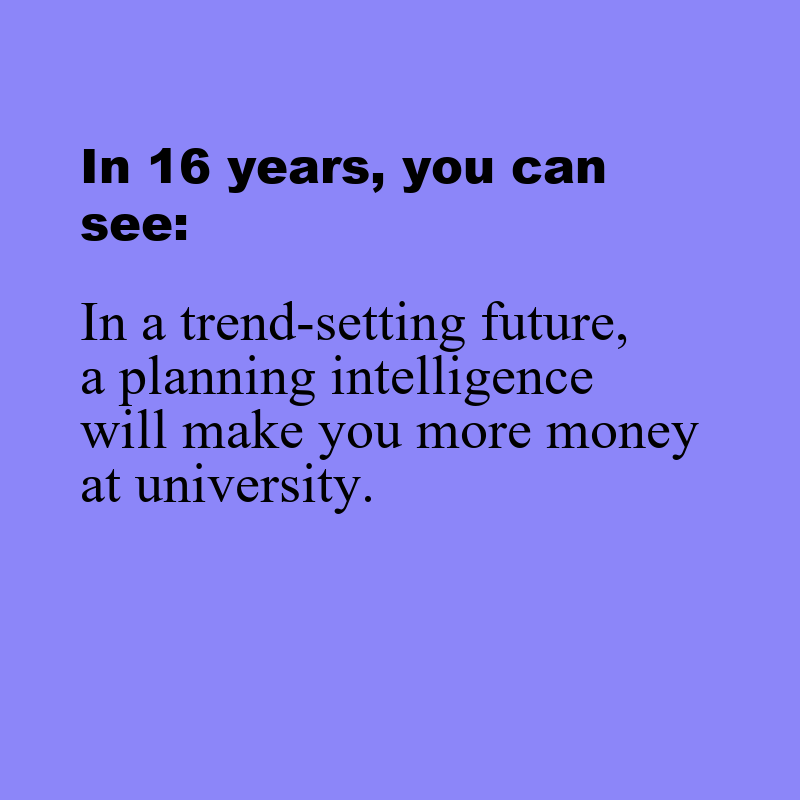 In 16 years, you can
see:
In a trend-setting future,
a planning intelligence
will make you more money
at university.